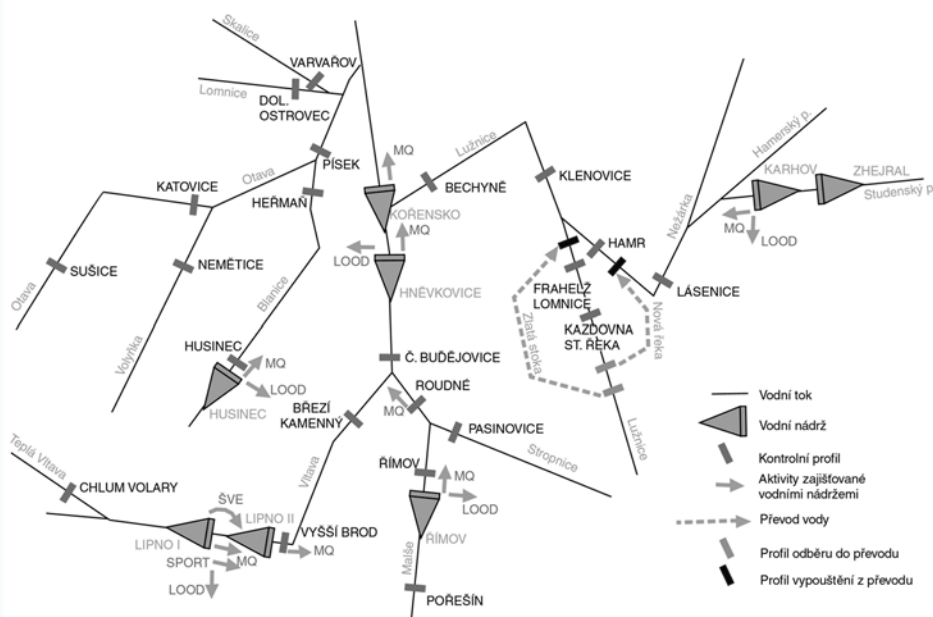 Skalice
VARVAŘOV
Lomnice
DOL.
OSTROVEC
PÍSEK
Otava
KATOVICE
HEŘMAŇ
MQ
Lužnice
BECHYNĚ
KLENOVICE
KOŘENSKO
MQ
LOOD
HNĚVKOVICE
Hamerský p.
KARHOV
ZHEJRAL
Studenský p.
MQ
LOOD
Nežárka
HAMR
LÁSENICE
FRAHELŽ
LOMNICE
KAZDOVNA
ST. ŘEKA
Zlatá stoka
Nová řeka
Lužnice
SUŠICE
NEMĚTICE
Otava
Volyňka
Blanice
HUSINEC
MQ
LOOD
HUSINEC
Č. BUĎĚJOVICE
ROUDNÉ
MQ
BŘEZÍ
KAMENNÝ
PASINOVICE
Stropnice
Vltava
ŘÍMOV
MQ
LOOD
ŘÍMOV
Malše
POŘEŠÍN
Teplá Vltava
CHLUM VOLARY
ŠVE
LIPNO II
VYŠŠÍ BROD
LIPNO I
MQ
MQ
SPORT
LOOD
Vodní tok
Vodní nádrž
Kontrolní profil
Aktivity zajišťované
vodními nádržemi
Převod vody
Profil odběru do převodu
Profil vypouštění z převodu